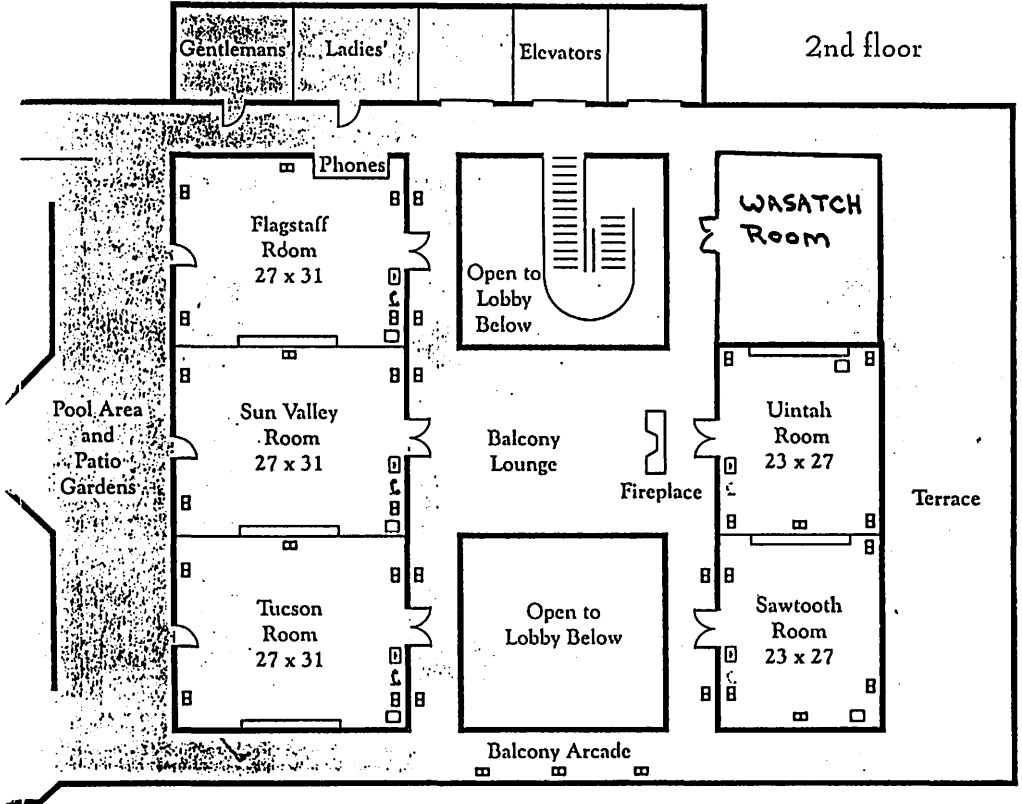 Gentlemans'
Ladies'
Elevators
2nd floor
Phones
Flagstaff
Room
27 x 31
WASATCH
Room
Open to
Lobby
Below
Pool Area
and
Patio
Gardens
Sun Valley
Room
27 x 31
Balcony
Lounge
Fireplace
Uintah
Room
23 x 27
Terrace
Tucson
Room
27 x 31
Open to
Lobby Below
Sawtooth
Room
23 x 27
Balcony Arcade